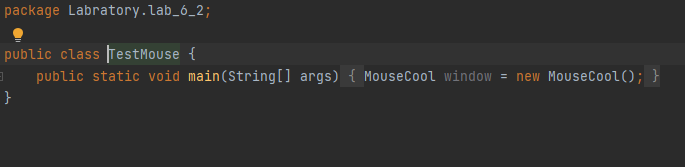 package Labratory.lab_6_2;
public class TestMouse {
public static void main(String[] args) { MouseCool window = new MouseCool(); }
}